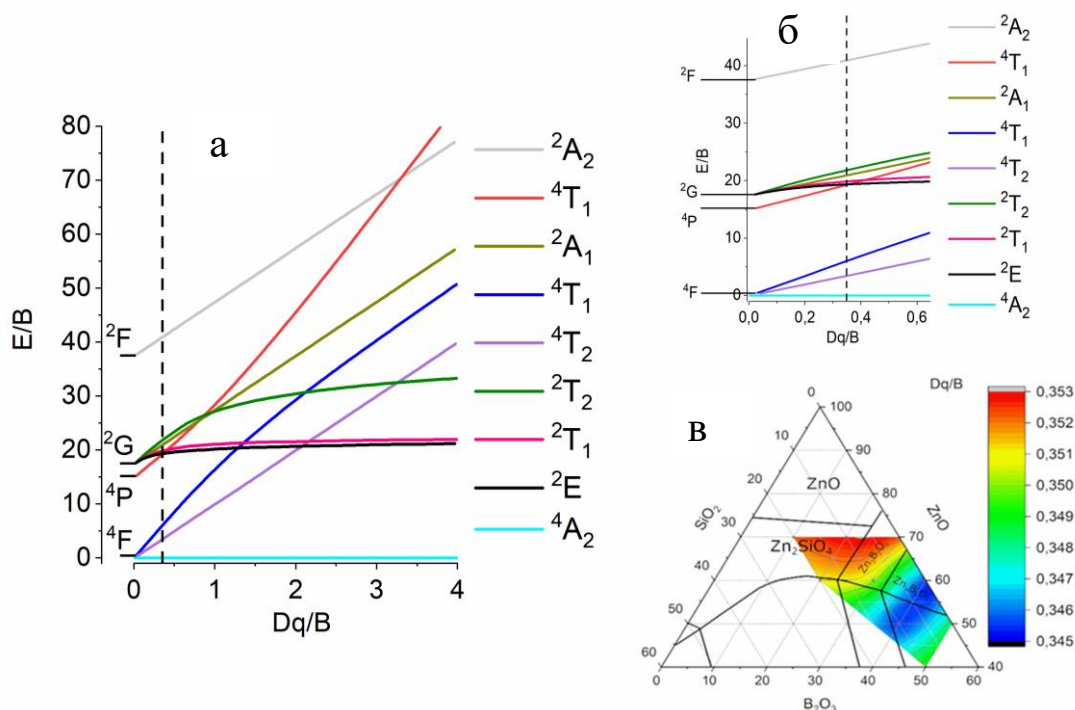 а
E/B
80
70
60
50
40
30
20
10
0
²F
²G
⁴P
⁴F
0
1
2
3
4
Dq/B
²A₂
⁴T₁
²A₁
⁴T₁
⁴T₂
²T₂
²T₁
²E
⁴A₂
б
E/B
40
30
20
10
0
²F
²G
⁴P
⁴F
0,0
0,2
0,4
0,6
Dq/B
²A₂
⁴T₁
²A₁
⁴T₁
⁴T₂
²T₂
²T₁
²E
⁴A₂
в
0
10
20
30
40
50
60
SiO₂
100
90
80
70
60
50
40
ZnO
0
10
20
30
40
50
60
B₂O₃
ZnO
Zn₂SiO₄
Dq/B
0,353
0,352
0,351
0,350
0,349
0,348
0,347
0,346
0,345